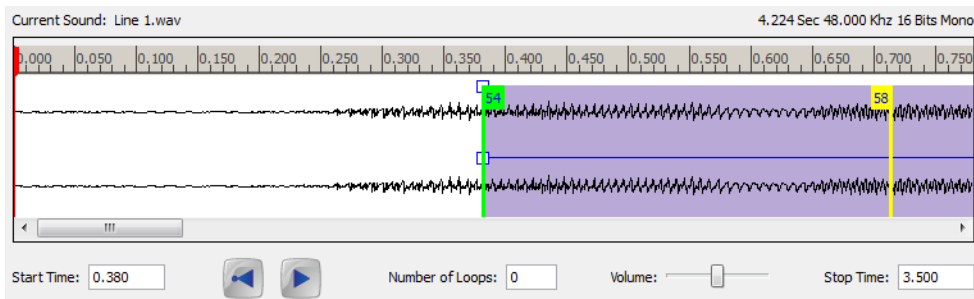 Current Sound: Line 1.wav 4.224 Sec 48.000 Khz 16 Bits Mono
0.000 0.050 0.100 0.150 0.200 0.250 0.300 0.350 0.400 0.450 0.500 0.550 0.600 0.650 0.700 0.750
54 58
Start Time: 0.380 Number of Loops: 0 Volume: Stop Time: 3.500